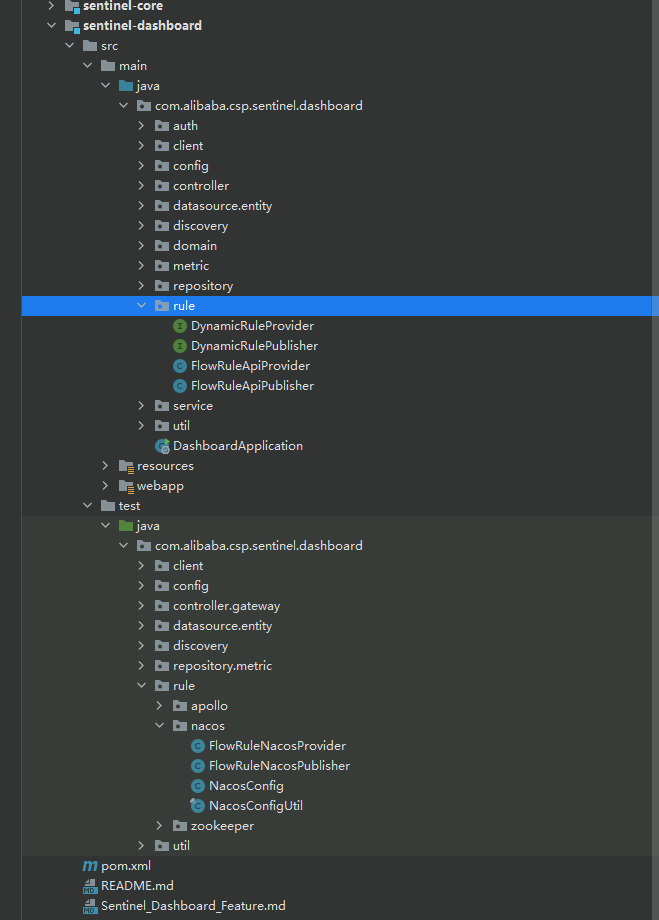 sentinel-core
sentinel-dashboard
src
main
java
com.alibaba.csp.sentinel.dashboard
auth
client
config
controller
datasource.entity
discovery
domain
metric
repository
rule
I DynamicRuleProvider
I DynamicRulePublisher
C FlowRuleApiProvider
C FlowRuleApiPublisher
service
util
DashboardApplication
resources
webapp
test
java
com.alibaba.csp.sentinel.dashboard
client
config
controller.gateway
datasource.entity
discovery
repository.metric
rule
apollo
nacos
C FlowRuleNacosProvider
C FlowRuleNacosPublisher
C NacosConfig
C NacosConfigUtil
zookeeper
util
m pom.xml
MD README.md
MD Sentinel_Dashboard_Feature.md